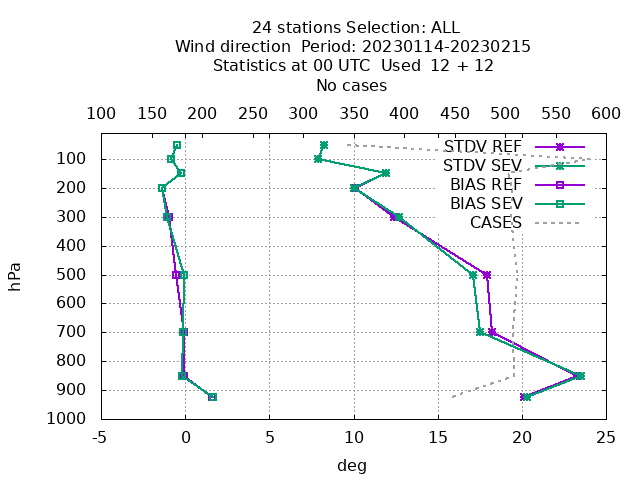 24 stations Selection: ALL
Wind direction  Period: 20230114-20230215
Statistics at 00 UTC  Used  12 + 12
No cases
100 150 200 250 300 350 400 450 500 550 600
STDV REF
STDV SEV
BIAS REF
BIAS SEV
CASES
hPa
100
200
300
400
500
600
700
800
900
1000
-5 0 5 10 15 20 25
deg